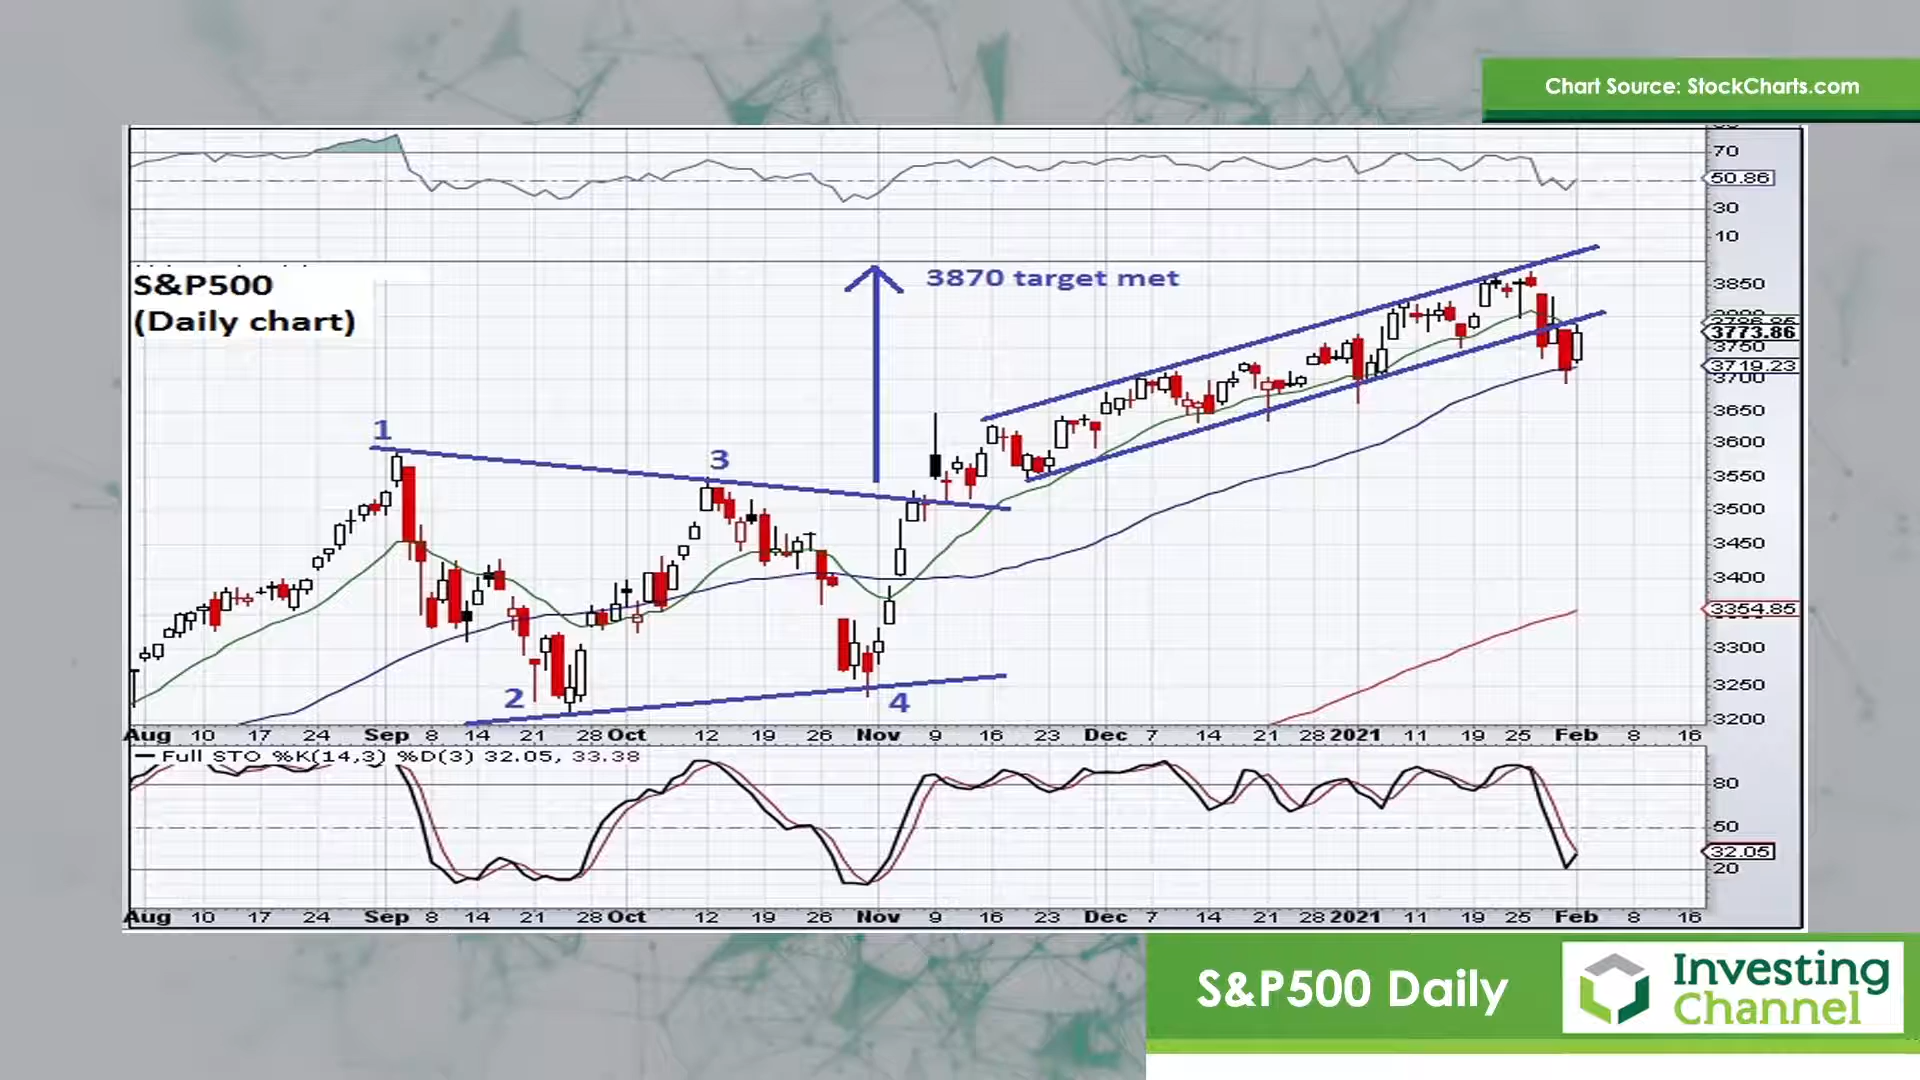 Chart Source: StockCharts.com
70
50.86
30
10
S&P500
(Daily chart)
3870 target met
3850
3773.86
3750
3719.23
3700
3650
3600
3550
3500
3450
3400
3354.85
3300
3250
3200
1
3
2
4
Aug 10 17 24 Sep 8 14 21 28 Oct 12 19 26 Nov 9 16 23 Dec 7 14 21 28 2021 11 19 25 Feb 8 16
Full STO %K(14,3) %D(3) 32.05, 33.38
80
50
32.05
20
Aug 10 17 24 Sep 8 14 21 28 Oct 12 19 26 Nov 9 16 23 Dec 7 14 21 28 2021 11 19 25 Feb 8 16
S&P500 Daily
Investing
Channel